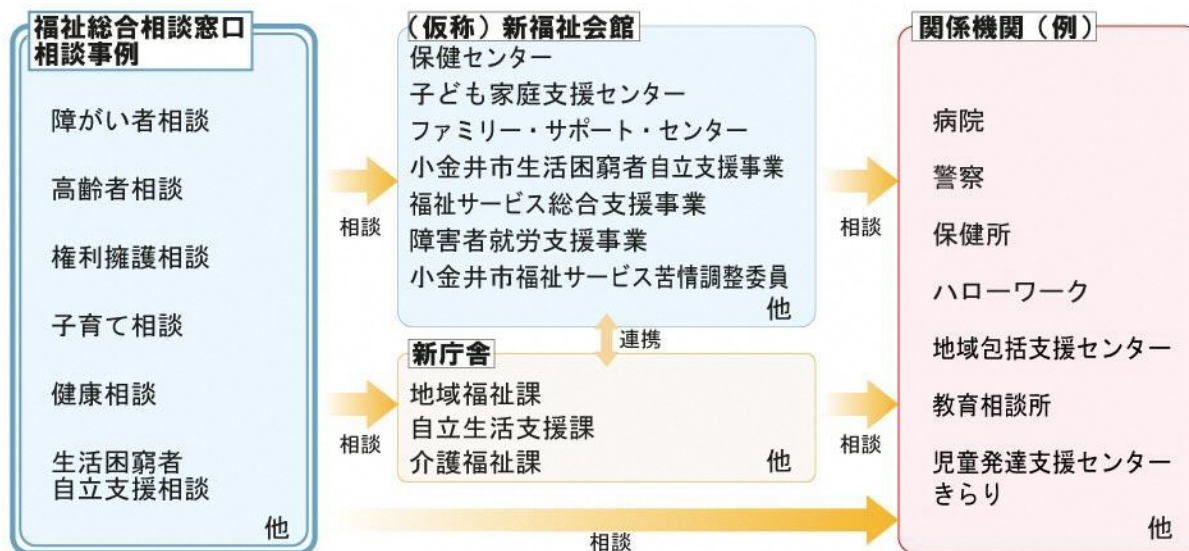 福祉総合相談窓口
相談事例
障がい者相談
高齢者相談
権利擁護相談
子育て相談
健康相談
生活困窮者
自立支援相談
他
相談
相談
相談
（仮称）新福祉会館
保健センター
子ども家庭支援センター
ファミリー・サポート・センター
小金井市生活困窮者自立支援事業
福祉サービス総合支援事業
障害者就労支援事業
小金井市福祉サービス苦情調整委員
他
連携
新庁舎
地域福祉課
自立生活支援課
介護福祉課
他
相談
相談
関係機関（例）
病院
警察
保健所
ハローワーク
地域包括支援センター
教育相談所
児童発達支援センター
きらり
他